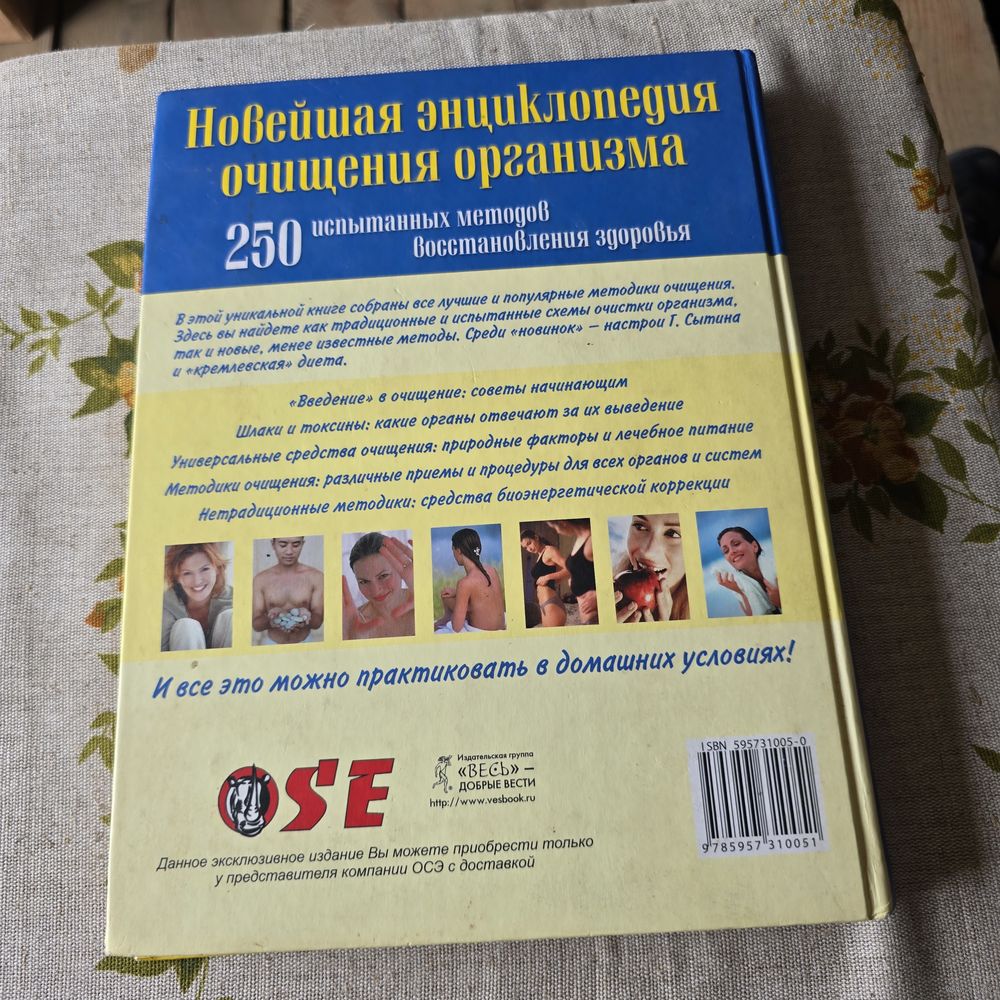 Новейшая энциклопедия
очищения организма
250 испытанных методов
восстановления здоровья
В этой уникальной книге собраны все лучшие и популярные методики очищения.
Здесь вы найдете как традиционные и испытанные схемы очистки организма,
так и новые, менее известные методы. Среди «новинок» — настрои Г. Сытина
и «кремлевская» диета.
«Введение» в очищение: советы начинающим
Шлаки и токсины: какие органы отвечают за их выведение
Универсальные средства очищения: природные факторы и лечебное питание
Методики очищения: различные приемы и процедуры для всех органов и систем
Нетрадиционные методики: средства биоэнергетической коррекции
И все это можно практиковать в домашних условиях!
OSE
Издательская группа
«ВЕСЬ» —
ДОБРЫЕ ВЕСТИ
http://www.vesbook.ru
ISBN 595731005-0
9785957310051
Данное эксклюзивное издание Вы можете приобрести только
у представителя компании ОСЭ с доставкой